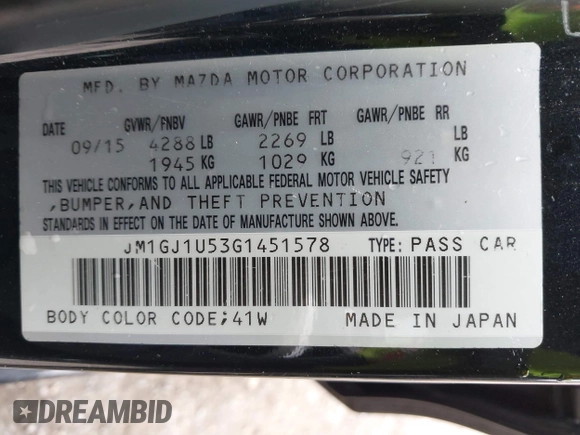 MFD. BY MAZDA MOTOR CORPORATION
DATE GVWR/PNBV GAWR/PNBE FRT GAWR/PNBE RR
09/15 4288 LB 2269 LB LB
1945 KG 1029 KG 921 KG
THIS VEHICLE CONFORMS TO ALL APPLICABLE FEDERAL MOTOR VEHICLE SAFETY
,BUMPER,AND THEFT PREVENTION
STANDARDS IN EFFECT ON THE DATE OF MANUFACTURE SHOWN ABOVE.
JM1GJ1U53G1451578 TYPE: PASS CAR
BODY COLOR CODE;41W MADE IN JAPAN
DREAMBID